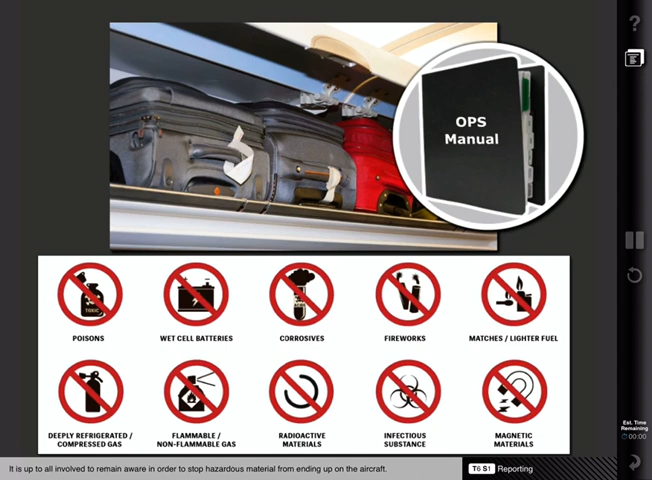 OPS
Manual
POISONS
WET CELL BATTERIES
CORROSIVES
FIREWORKS
MATCHES / LIGHTER FUEL
DEEPLY REFRIGERATED /
COMPRESSED GAS
FLAMMABLE /
NON-FLAMMABLE GAS
RADIOACTIVE
MATERIALS
INFECTIOUS
SUBSTANCE
MAGNETIC
MATERIALS
Est. Time
Remaining
00:00
It is up to all involved to remain aware in order to stop hazardous material from ending up on the aircraft.
T6 S1 Reporting